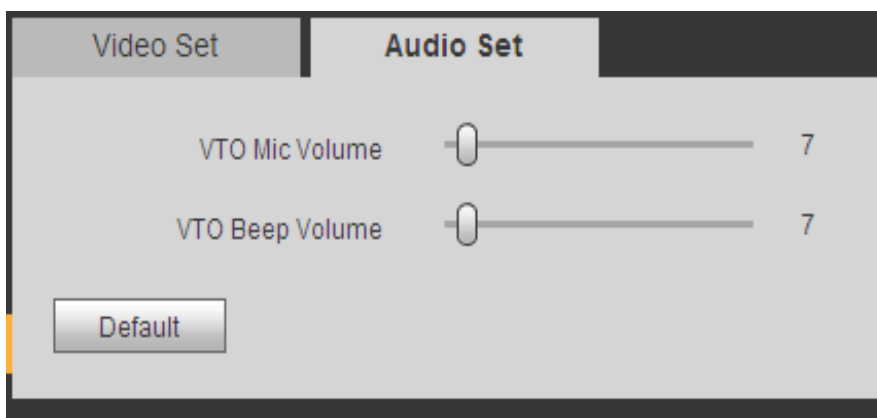 Video Set Audio Set
VTO Mic Volume 7
VTO Beep Volume 7
Default